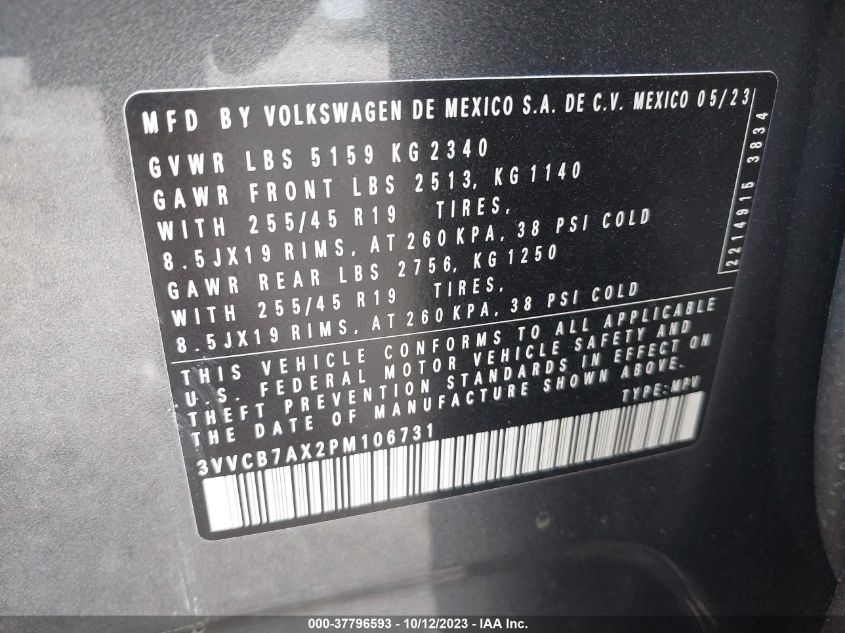 MFD BY VOLKSWAGEN DE MEXICO S.A. DE C.V. MEXICO 05/23
GVWR LBS 5159 KG 2340
GAWR FRONT LBS 2513, KG 1140
WITH 255/45 R19 TIRES,
8.5JX19 RIMS, AT 260 KPA, 38 PSI COLD
GAWR REAR LBS 2756, KG 1250
WITH 255/45 R19 TIRES,
8.5JX19 RIMS, AT 260 KPA, 38 PSI COLD
2214915 3834
THIS VEHICLE CONFORMS TO ALL APPLICABLE
U.S. FEDERAL MOTOR VEHICLE SAFETY AND
THEFT PREVENTION STANDARDS IN EFFECT ON
THE DATE OF MANUFACTURE SHOWN ABOVE.
3VVCB7AX2PM106731 TYPE:MPV
000-37796593 - 10/12/2023 - IAA Inc.